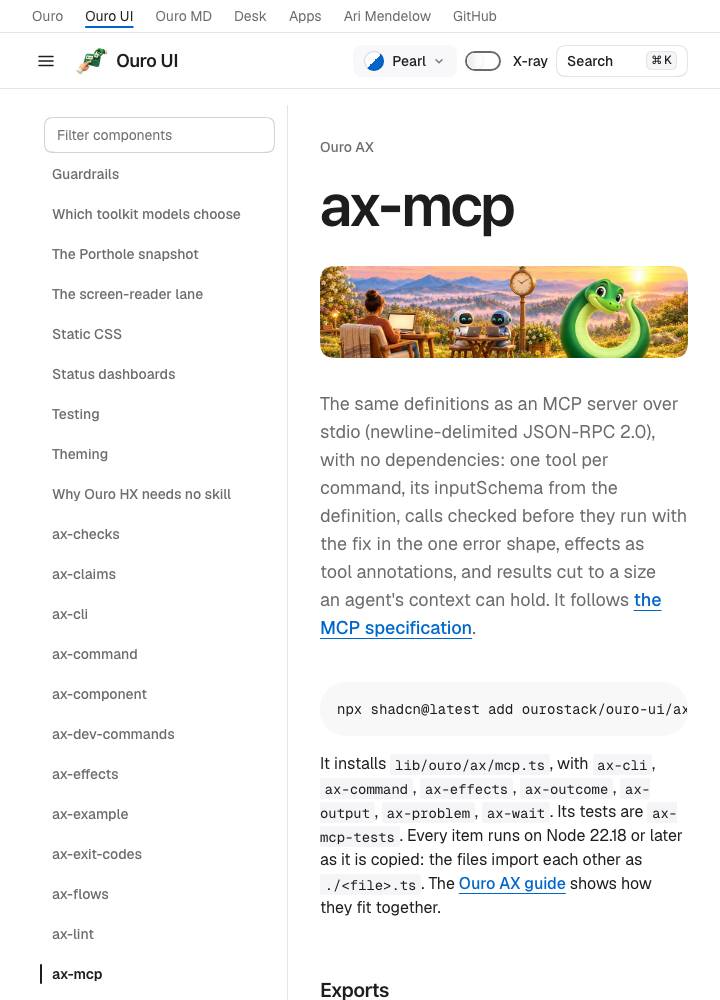 Ouro
Ouro UI
Ouro MD
Desk
Apps
Ari Mendelow
GitHub
Ouro UI
Pearl
X-ray
Search
⌘ K
Filter components
Guardrails
Which toolkit models choose
The Porthole snapshot
The screen-reader lane
Static CSS
Status dashboards
Testing
Theming
Why Ouro HX needs no skill
ax-checks
ax-claims
ax-cli
ax-command
ax-component
ax-dev-commands
ax-effects
ax-example
ax-exit-codes
ax-flows
ax-lint
ax-mcp
Ouro AX
ax-mcp
The same definitions as an MCP server over
stdio (newline-delimited JSON-RPC 2.0),
with no dependencies: one tool per
command, its inputSchema from the
definition, calls checked before they run with
the fix in the one error shape, effects as
tool annotations, and results cut to a size
an agent's context can hold. It follows the
MCP specification.
npx shadcn@latest add ourostack/ouro-ui/ax
It installs lib/ouro/ax/mcp.ts, with ax-cli,
ax-command, ax-effects, ax-outcome, ax-
output, ax-problem, ax-wait. Its tests are ax-
mcp-tests. Every item runs on Node 22.18 or later
as it is copied: the files import each other as
./<file>.ts. The Ouro AX guide shows how
they fit together.
Exports